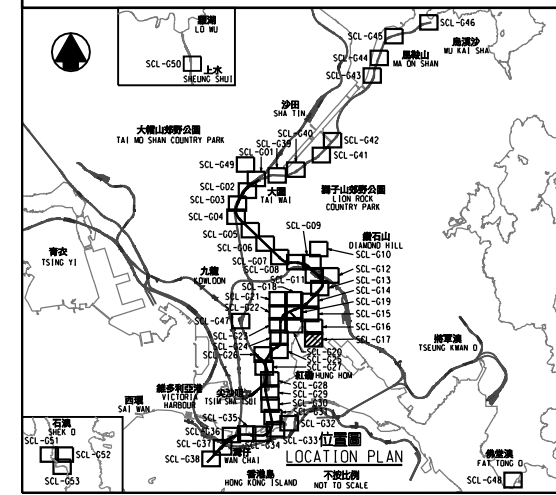 羅湖
LO WU
SCL-G50
上水
SHEUNG SHUI
SCL-G46
SCL-G45
烏溪沙
WU KAI SHA
SCL-G44
馬鞍山
MA ON SHAN
SCL-G43
沙田
SHA TIN
大帽山郊野公園
TAI MO SHAN COUNTRY PARK
SCL-G40
SCL-G39
SCL-G42
SCL-G01
SCL-G41
SCL-G49
SCL-G02
大圍
TAI WAI
獅子山郊野公園
LION ROCK
COUNTRY PARK
SCL-G03
SCL-G04
SCL-G05
SCL-G06
SCL-G09
鑽石山
DIAMOND HILL
SCL-G10
SCL-G07
SCL-G08
SCL-G11
SCL-G12
SCL-G13
SCL-G14
SCL-G18
SCL-G19
SCL-G21
SCL-G22
SCL-G15
SCL-G16
SCL-G17
青衣
TSING YI
九龍
KOWLOON
SCL-G47
SCL-G23
SCL-G24
SCL-G20
SCL-G25
SCL-G26
SCL-G27
將軍澳
TSEUNG KWAN O
紅磡
HUNG HOM
SCL-G28
SCL-G29
SCL-G30
SCL-G31
SCL-G32
維多利亞港
VICTORIA
HARBOUR
尖沙咀
TSIM SHA TSUI
西環
SAI WAN
SCL-G35
SCL-G36
SCL-G37
SCL-G38
SCL-G34
SCL-G33
灣仔
WAN CHAI
香港島
HONG KONG ISLAND
位置圖
LOCATION PLAN
不按比例
NOT TO SCALE
石澳
SHEK O
SCL-G51
SCL-G52
SCL-G53
佛堂澳
FAT TONG O
SCL-G48